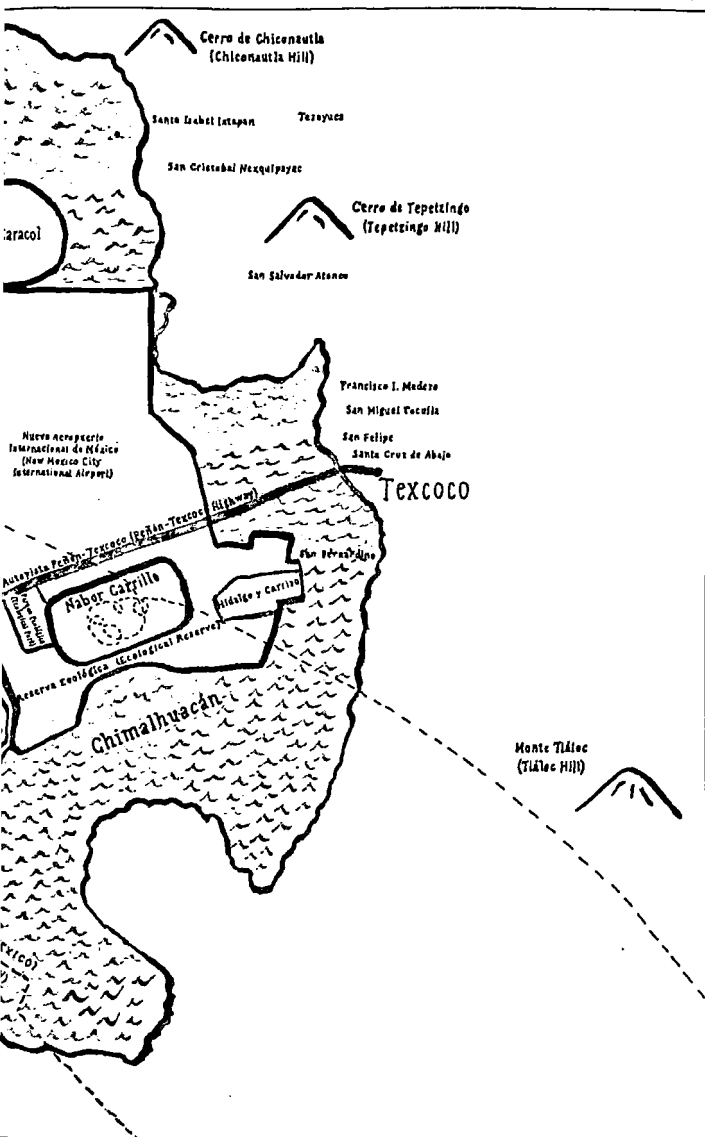 Cerro de Chiconautla
(Chiconautla Hill)
Santa Isabel Ixtapan
Tezoyuca
San Cristobal Nexquipayac
Cerro de Tepetzingo
(Tepetzingo Hill)
aracol
San Salvador Atenco
Francisco I. Madero
San Miguel Tocuila
San Felipe
Santa Cruz de Abajo
Nuevo Aeropuerto
Internacional de México
(New Mexico City
International Airport)
TEXCOCO
Autopista Peñón-Texcoco (Peñón-Texcoco Highway)
San Bernardino
Nabor Carrillo
Hidalgo y Carrizo
Reserva Ecológica (Ecological Reserve)
Chimalhuacán
Monte Tláloc
(Tláloc Hill)
EXICO)